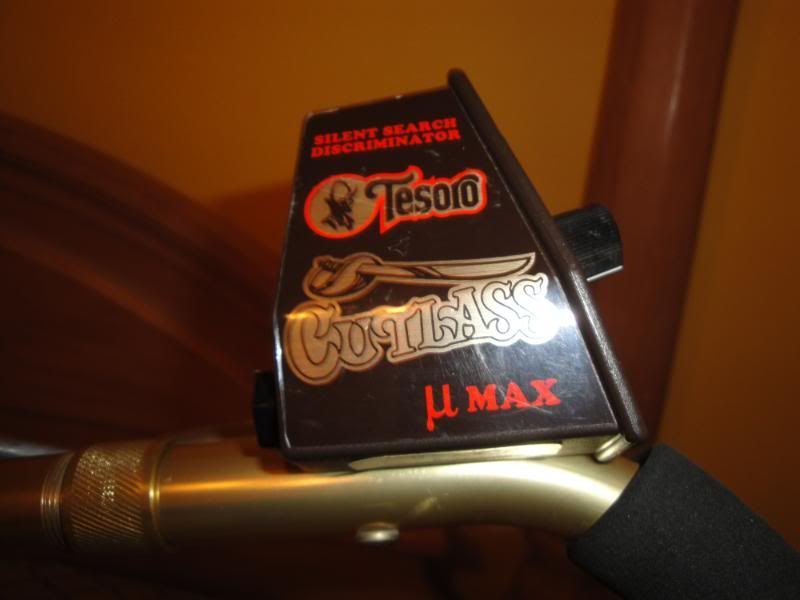 SILENT SEARCH
DISCRIMINATOR
Tesoro
CUTLASS
µ MAX